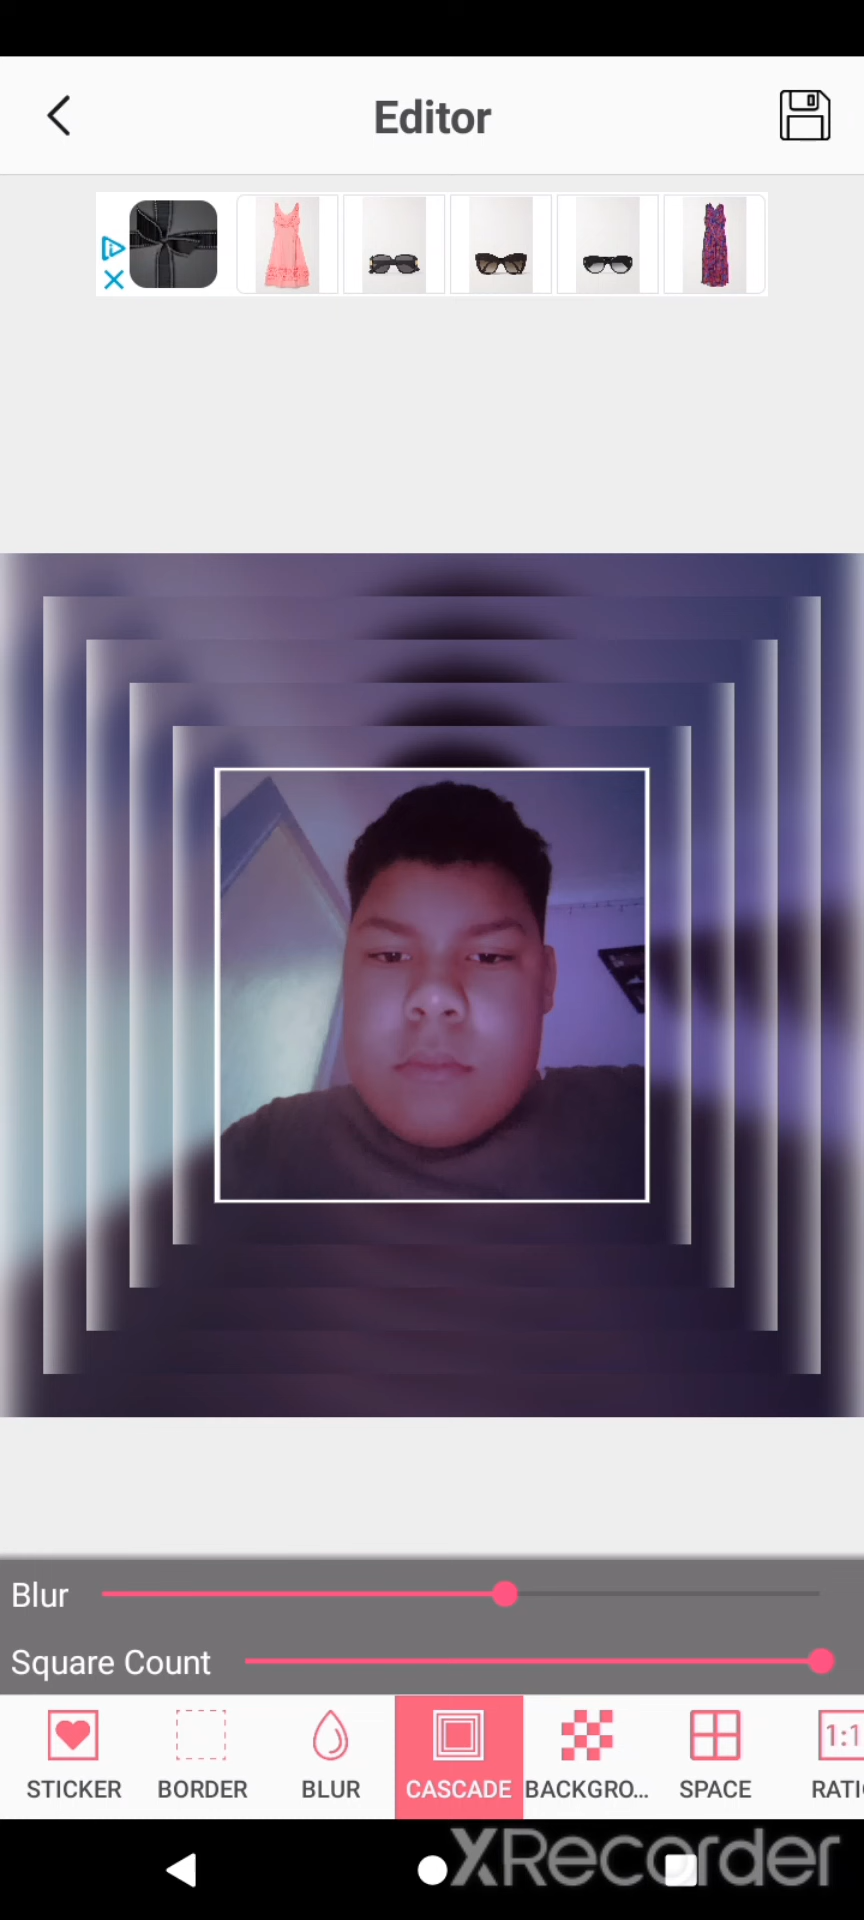 Editor
Blur
Square Count
STICKER BORDER BLUR CASCADE BACKGRO... SPACE RATI
1:1
XRecorder